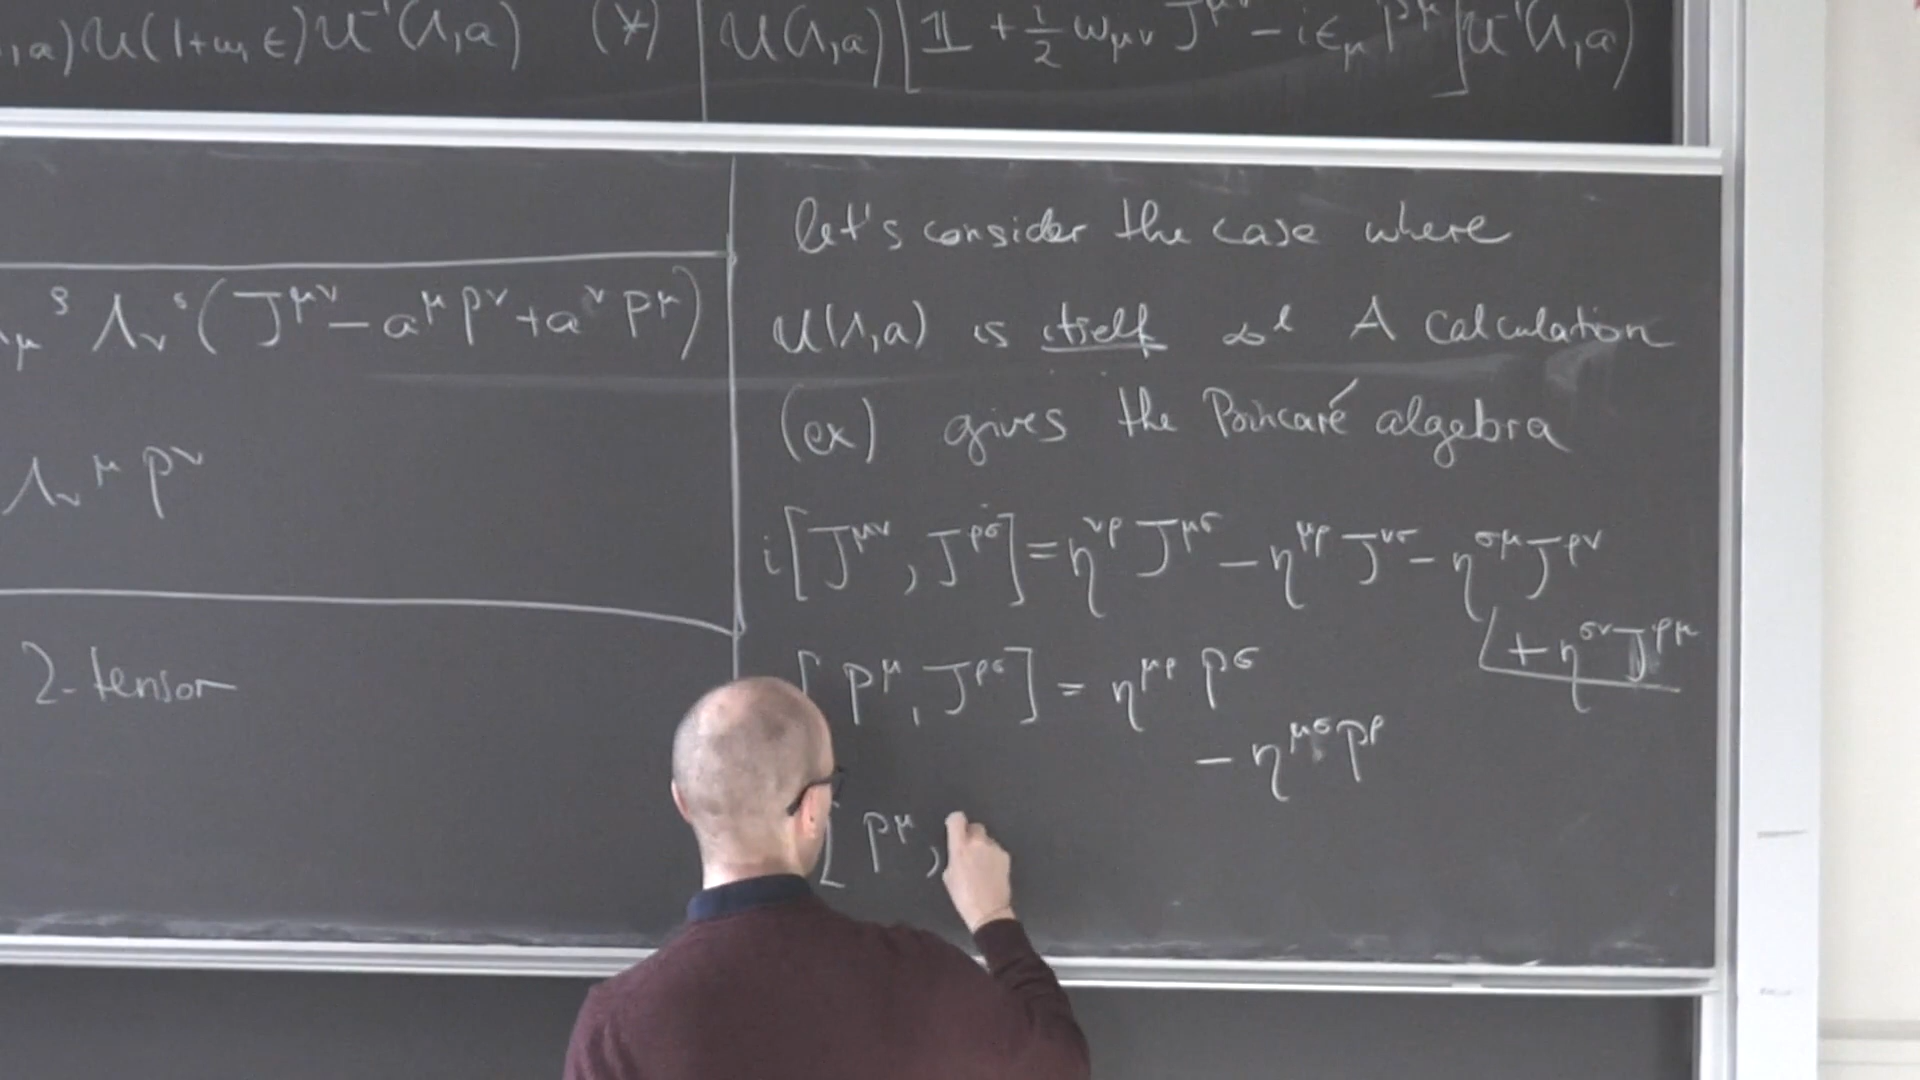 ,a) U(1+ω, ϵ) U⁻¹(Λ,a) (*)
U(Λ,a) [𝟙 + ½ ω_μν J^μν − i ϵ_μ P^μ] U⁻¹(Λ,a)
Λ_μ^ρ Λ_ν^σ (J^μν − a^μ P^ν + a^ν P^μ)
Λ_ν^μ P^ν
2-tensor
let's consider the case where
U(Λ,a) is itself ∞l A calculation
(ex) gives the Poincaré algebra
i[J^μν, J^ρσ] = η^νρ J^μσ − η^μρ J^νσ − η^σμ J^ρν
+ η^σν J^ρμ
[P^μ, J^ρσ] = η^μρ P^σ
− η^μσ P^ρ
[P^μ,